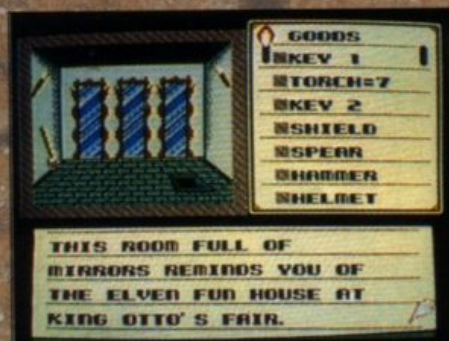 GOODS
KEY 1
TORCH=7
KEY 2
SHIELD
SPEAR
HAMMER
HELMET
THIS ROOM FULL OF
MIRRORS REMINDS YOU OF
THE ELVEN FUN HOUSE AT
KING OTTO'S FAIR.